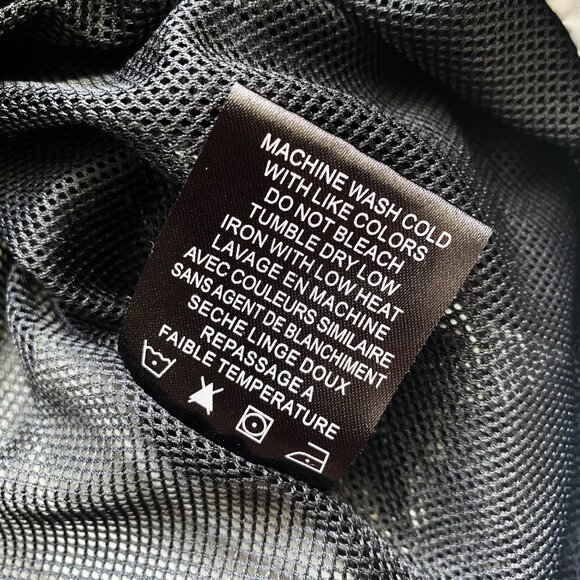 MACHINE WASH COLD
WITH LIKE COLORS
DO NOT BLEACH
TUMBLE DRY LOW
IRON WITH LOW HEAT
LAVAGE EN MACHINE
AVEC COULEURS SIMILAIRE
SANS AGENT DE BLANCHIMENT
SECHE LINGE DOUX
REPASSAGE A
FAIBLE TEMPERATURE